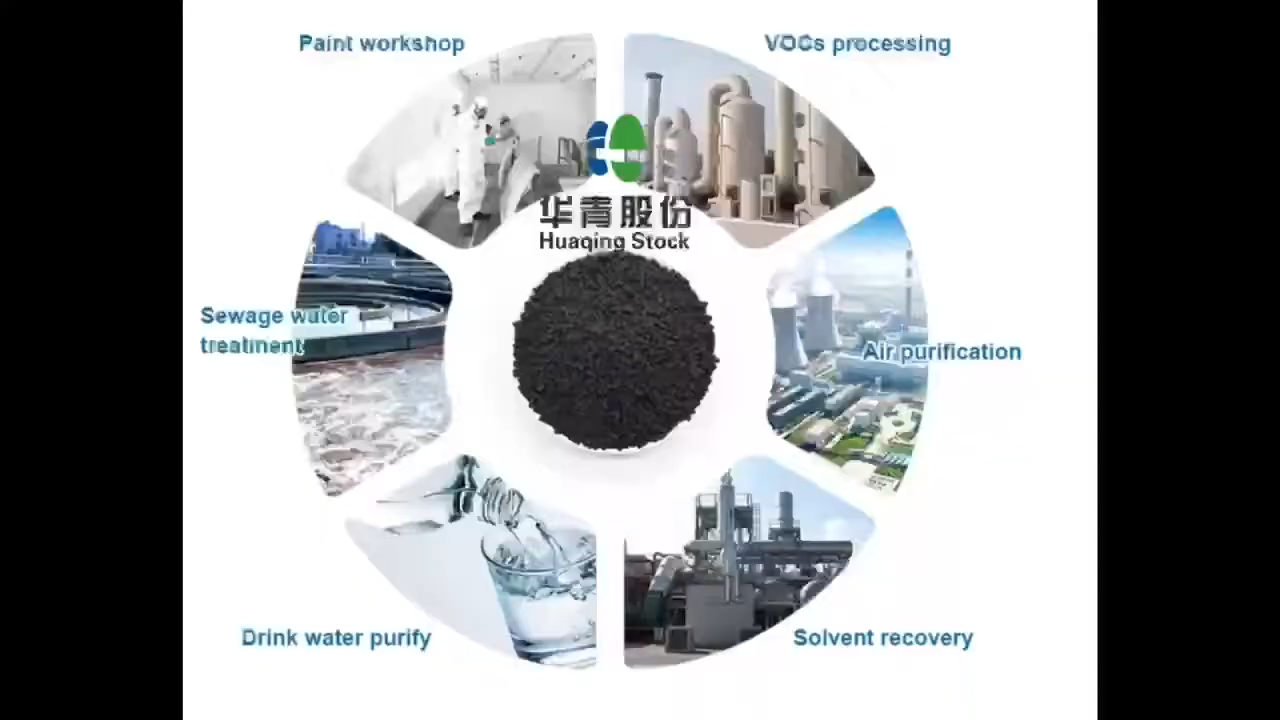 Paint workshop
VOCs processing
华青股份
Huaqing Stock
Sewage water
treatment
Air purification
Drink water purify
Solvent recovery